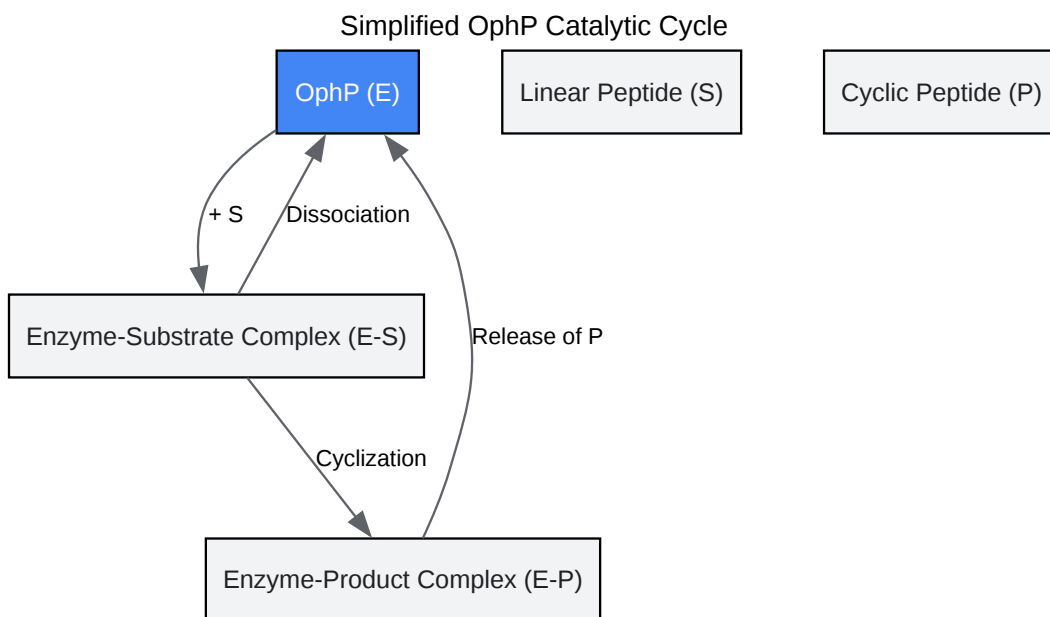 Simplified OphP Catalytic Cycle
OphP (E)
Linear Peptide (S)
Cyclic Peptide (P)
+ S
Dissociation
Enzyme-Substrate Complex (E-S)
Release of P
Cyclization
Enzyme-Product Complex (E-P)